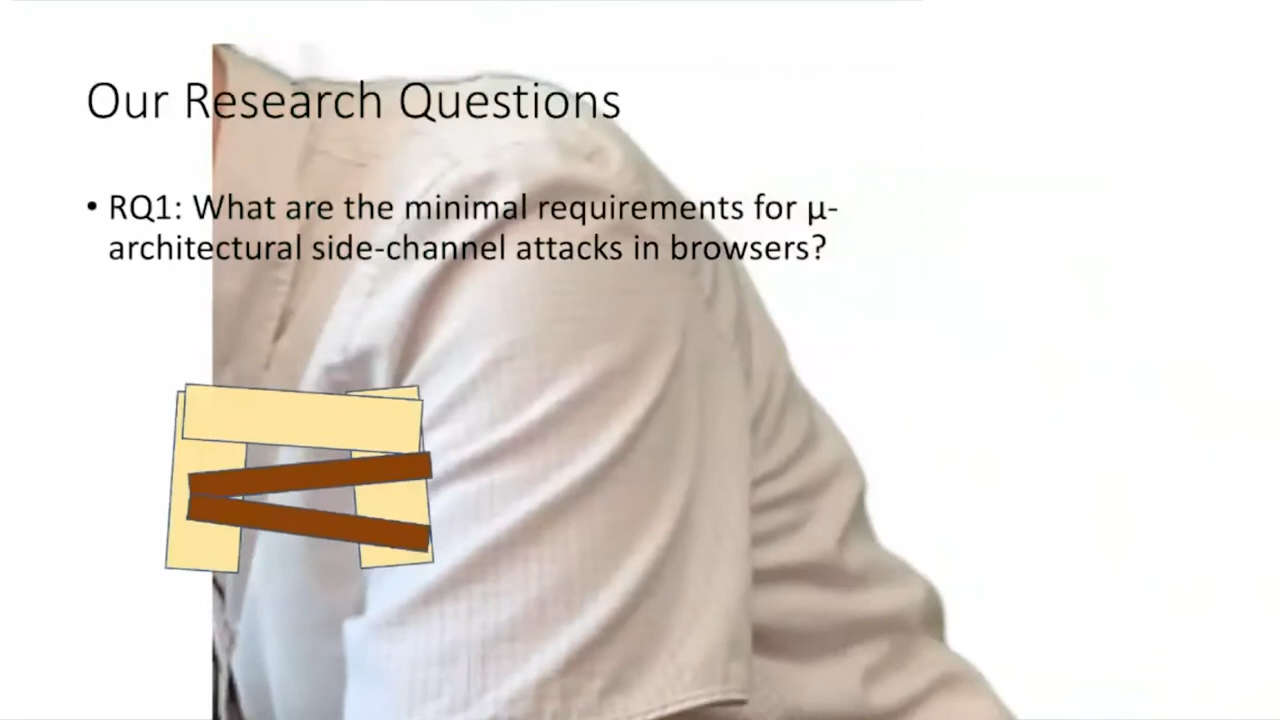 Our Research Questions
• RQ1: What are the minimal requirements for μ-
architectural side-channel attacks in browsers?